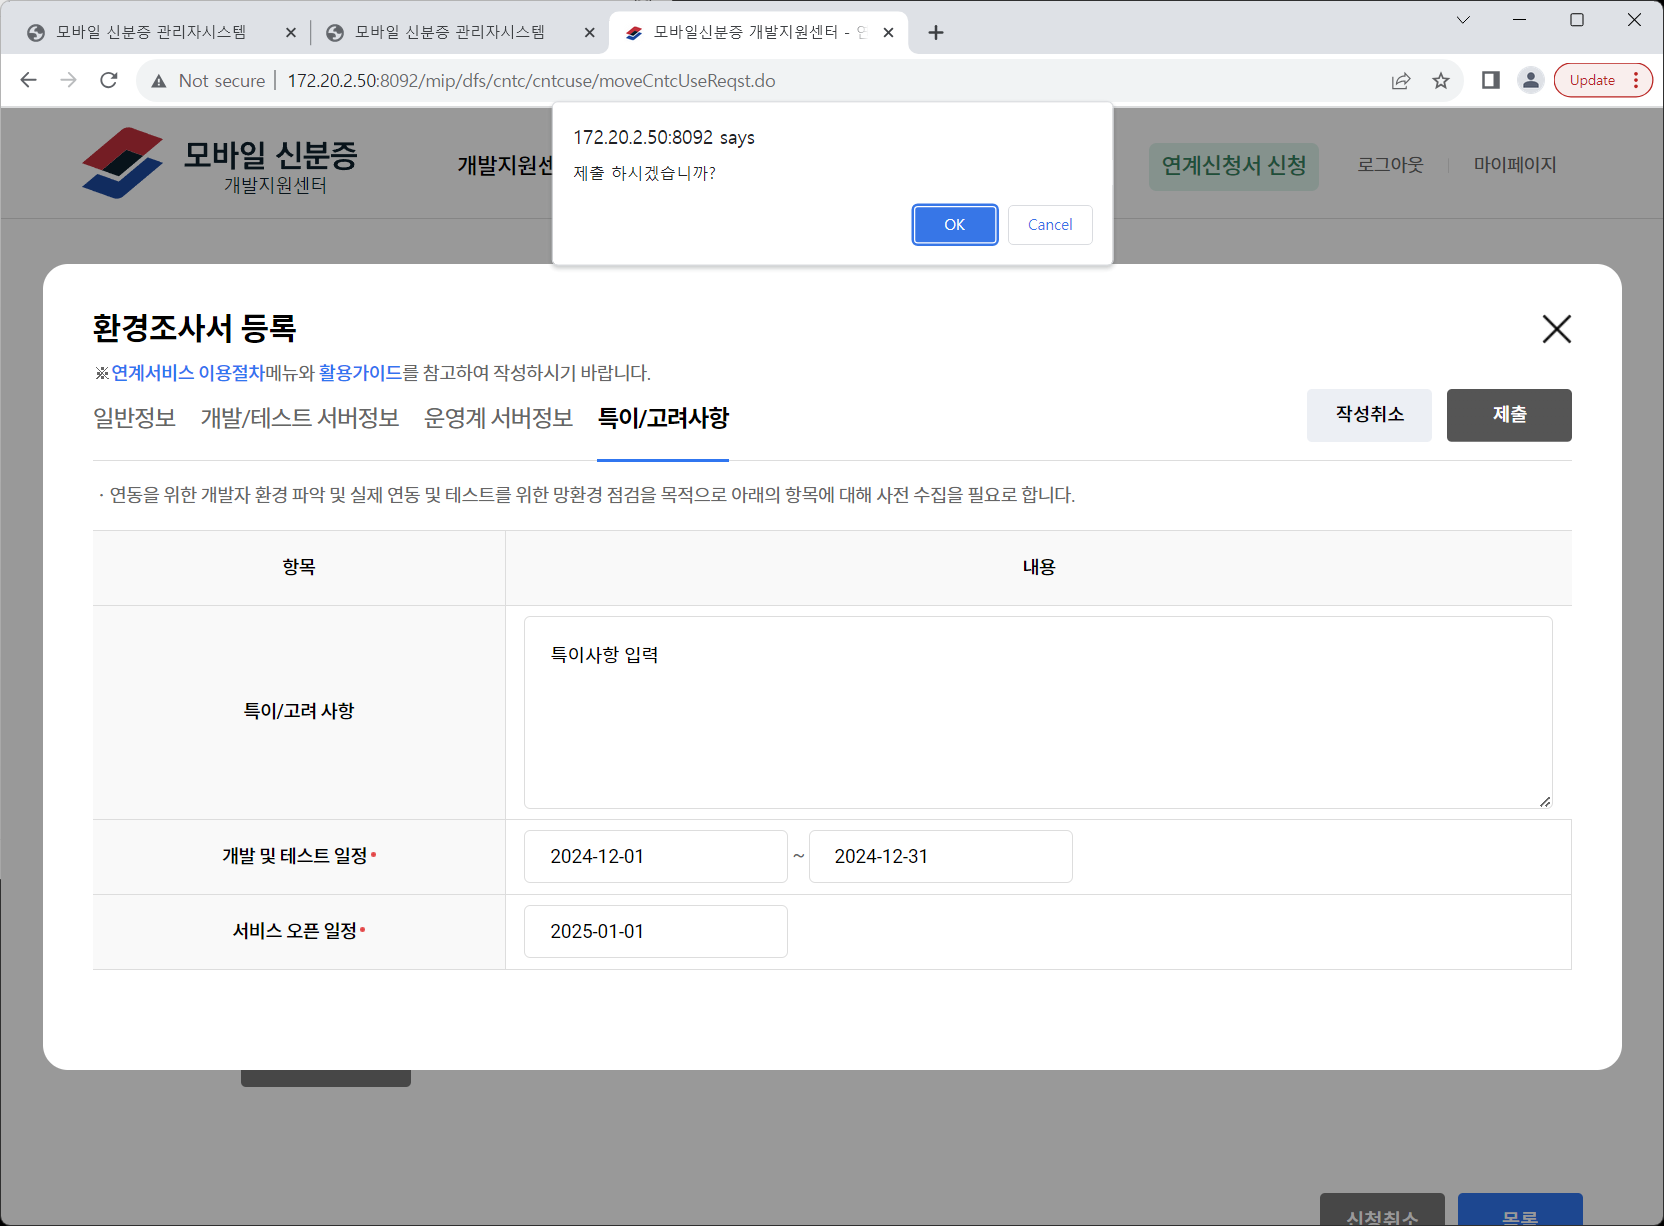 모바일 신분증 관리자시스템
모바일 신분증 관리자시스템
모바일신분증 개발지원센터 - 연
Not secure
172.20.2.50:8092/mip/dfs/cntc/cntcuse/moveCntcUseReqst.do
Update
172.20.2.50:8092 says
제출 하시겠습니까?
OK
Cancel
모바일 신분증
개발지원센터
개발지원센
연계신청서 신청
로그아웃
마이페이지
환경조사서 등록
※연계서비스 이용절차메뉴와 활용가이드를 참고하여 작성하시기 바랍니다.
일반정보
개발/테스트 서버정보
운영계 서버정보
특이/고려사항
작성취소
제출
· 연동을 위한 개발자 환경 파악 및 실제 연동 및 테스트를 위한 망환경 점검을 목적으로 아래의 항목에 대해 사전 수집을 필요로 합니다.
항목
내용
특이/고려 사항
특이사항 입력
개발 및 테스트 일정•
2024-12-01 ~ 2024-12-31
서비스 오픈 일정•
2025-01-01
신청취소
목록